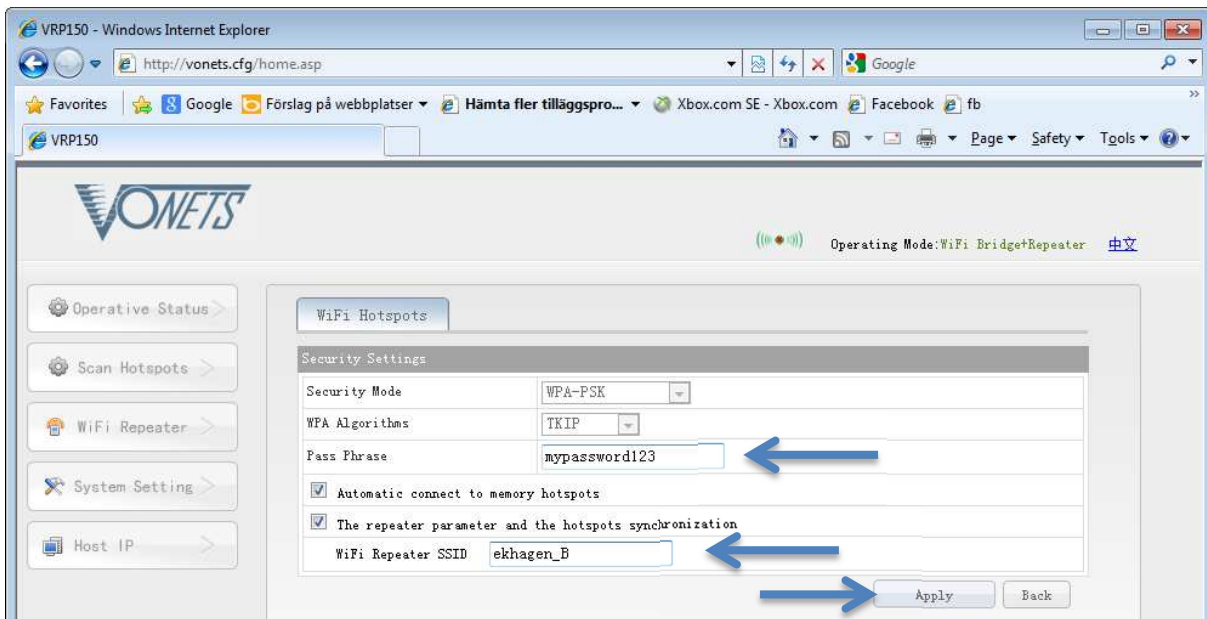 VRP150 - Windows Internet Explorer
http://vonets.cfg/home.asp
Google
Favorites Google Förslag på webbplatser Hämta fler tilläggspro... Xbox.com SE - Xbox.com Facebook fb
VRP150 Page Safety Tools
VONETS
Operating Mode:WiFi Bridge+Repeater 中文
Operative Status
WiFi Hotspots
Security Settings
Scan Hotspots
Security Mode WPA-PSK
WPA Algorithms TKIP
WiFi Repeater
Pass Phrase mypassword123
System Setting
Automatic connect to memory hotspots
The repeater parameter and the hotspots synchronization
Host IP
WiFi Repeater SSID ekhagen_B
Apply Back